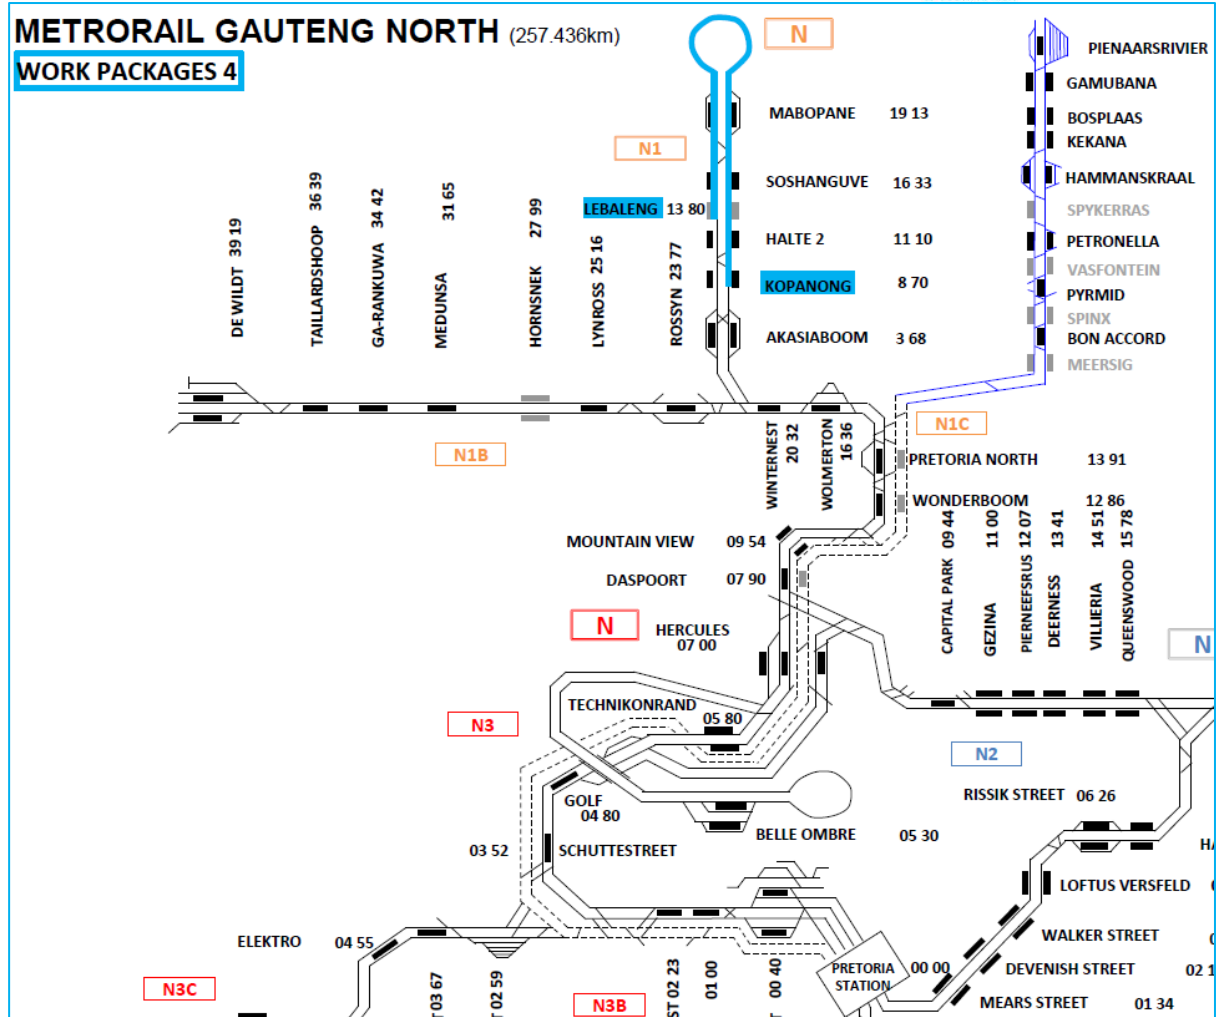 METRORAIL GAUTENG NORTH (257.436km)
WORK PACKAGES 4
N
PIENAARSRIVIER
GAMUBANA
BOSPLAAS
KEKANA
HAMMANSKRAAL
SPYKERRAS
PETRONELLA
VASFONTEIN
PYRMID
SPINX
BON ACCORD
MEERSIG
MABOPANE 19 13
N1
SOSHANGUVE 16 33
LEBALENG 13 80
HALTE 2 11 10
KOPANONG 8 70
AKASIABOOM 3 68
DE WILDT 39 19
TAILLARDSHOOP 36 39
GA-RANKUWA 34 42
MEDUNSA 31 65
HORNSNEK 27 99
LYNROSS 25 16
ROSSYN 23 77
N1B
WINTERNEST 20 32
WOLMERTON 16 36
N1C
PRETORIA NORTH 13 91
WONDERBOOM 12 86
MOUNTAIN VIEW 09 54
DASPOORT 07 90
CAPITAL PARK 09 44
GEZINA 11 00
PIERNEEFSRUS 12 07
DEERNESS 13 41
VILLIERIA 14 51
QUEENSWOOD 15 78
N
HERCULES
07 00
N
TECHNIKONRAND
05 80
N3
N2
GOLF
04 80
RISSIK STREET 06 26
BELLE OMBRE 05 30
03 52 SCHUTTESTREET
HA
LOFTUS VERSFELD
ELEKTRO 04 55
WALKER STREET
PRETORIA
STATION
00 00
DEVENISH STREET 02 1
N3C
MEARS STREET 01 34
T 03 67
T 02 59
N3B
ST 02 23
01 00
T 00 40